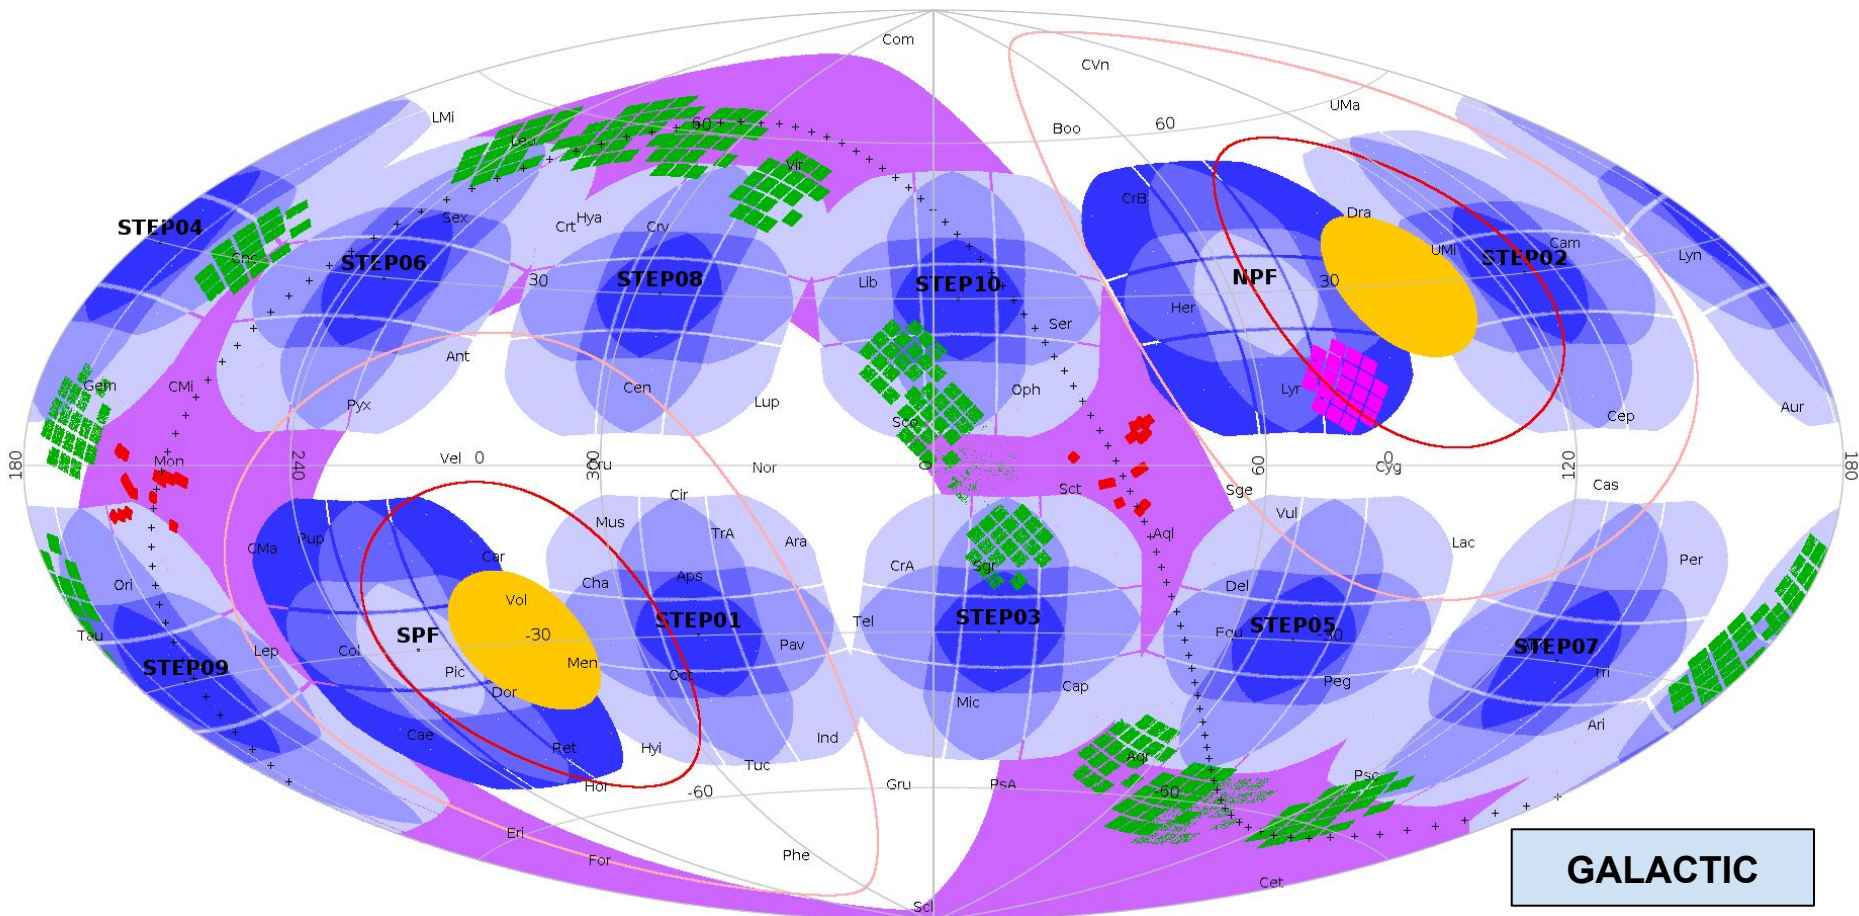 Com
CVn
UMa
LMi
60
Boo
60
Leo
Vir
STEP04
Sex
Crt
Hya
Crv
CrB
Dra
UMi
Cam
Lyn
Cnc
STEP06
STEP08
30
Lib
STEP10
NPF
30
STEP02
Her
Ser
Ant
Gem
CMi
Pyx
Cen
Lup
Oph
Lyr
Cep
Aur
Sco
180
Mon
240
Vel
0
Cru
300
Nor
0
Sct
60
0
Cyg
120
180
Sge
Cas
CMa
Pup
Car
Cir
Mus
TrA
Ara
Aql
Vul
Lac
Per
Ori
Vol
Cha
Aps
CrA
Sgr
Del
Tau
STEP09
Lep
SPF
-30
STEP01
Tel
STEP03
Equ
STEP05
-30
STEP07
Col
Pic
Dor
Men
Oct
Pav
Mic
Cap
Peg
And
Tri
Cae
Ret
Hyi
Tuc
Ind
Ari
Hor
-60
Gru
PsA
Aqr
-60
Psc
Eri
For
Phe
Scl
Cet
GALACTIC